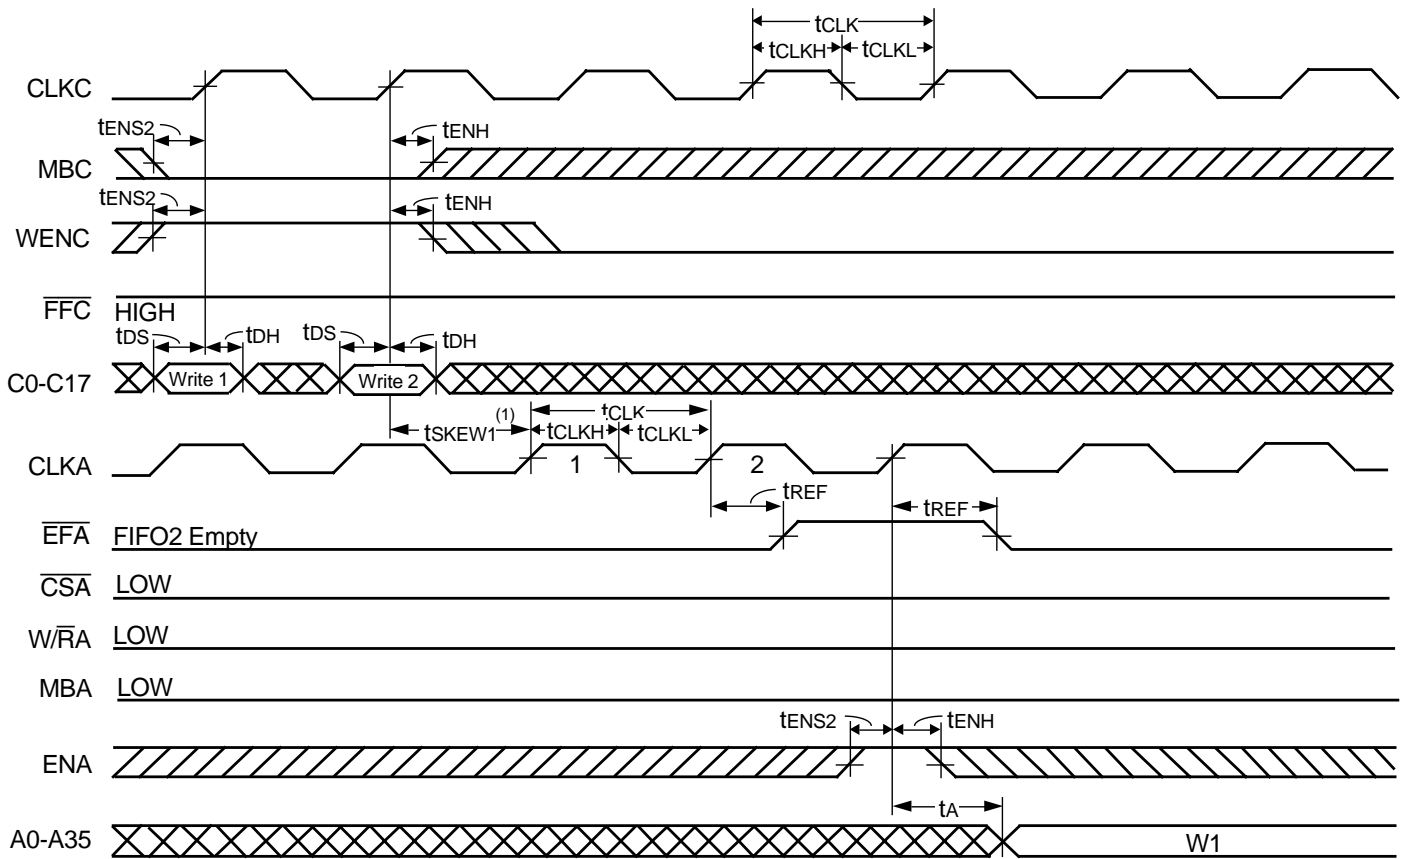 tCLK
tCLKH tCLKL
CLKC
tENS2 tENH
MBC
tENS2 tENH
WENC
FFC HIGH
tDS tDH tDS tDH
C0-C17 Write 1 Write 2
tSKEW1(1) tCLK
tCLKH tCLKL
CLKA 1 2
tREF tREF
EFA FIFO2 Empty
CSA LOW
W/RA LOW
MBA LOW
tENS2 tENH
ENA
tA
A0-A35 W1